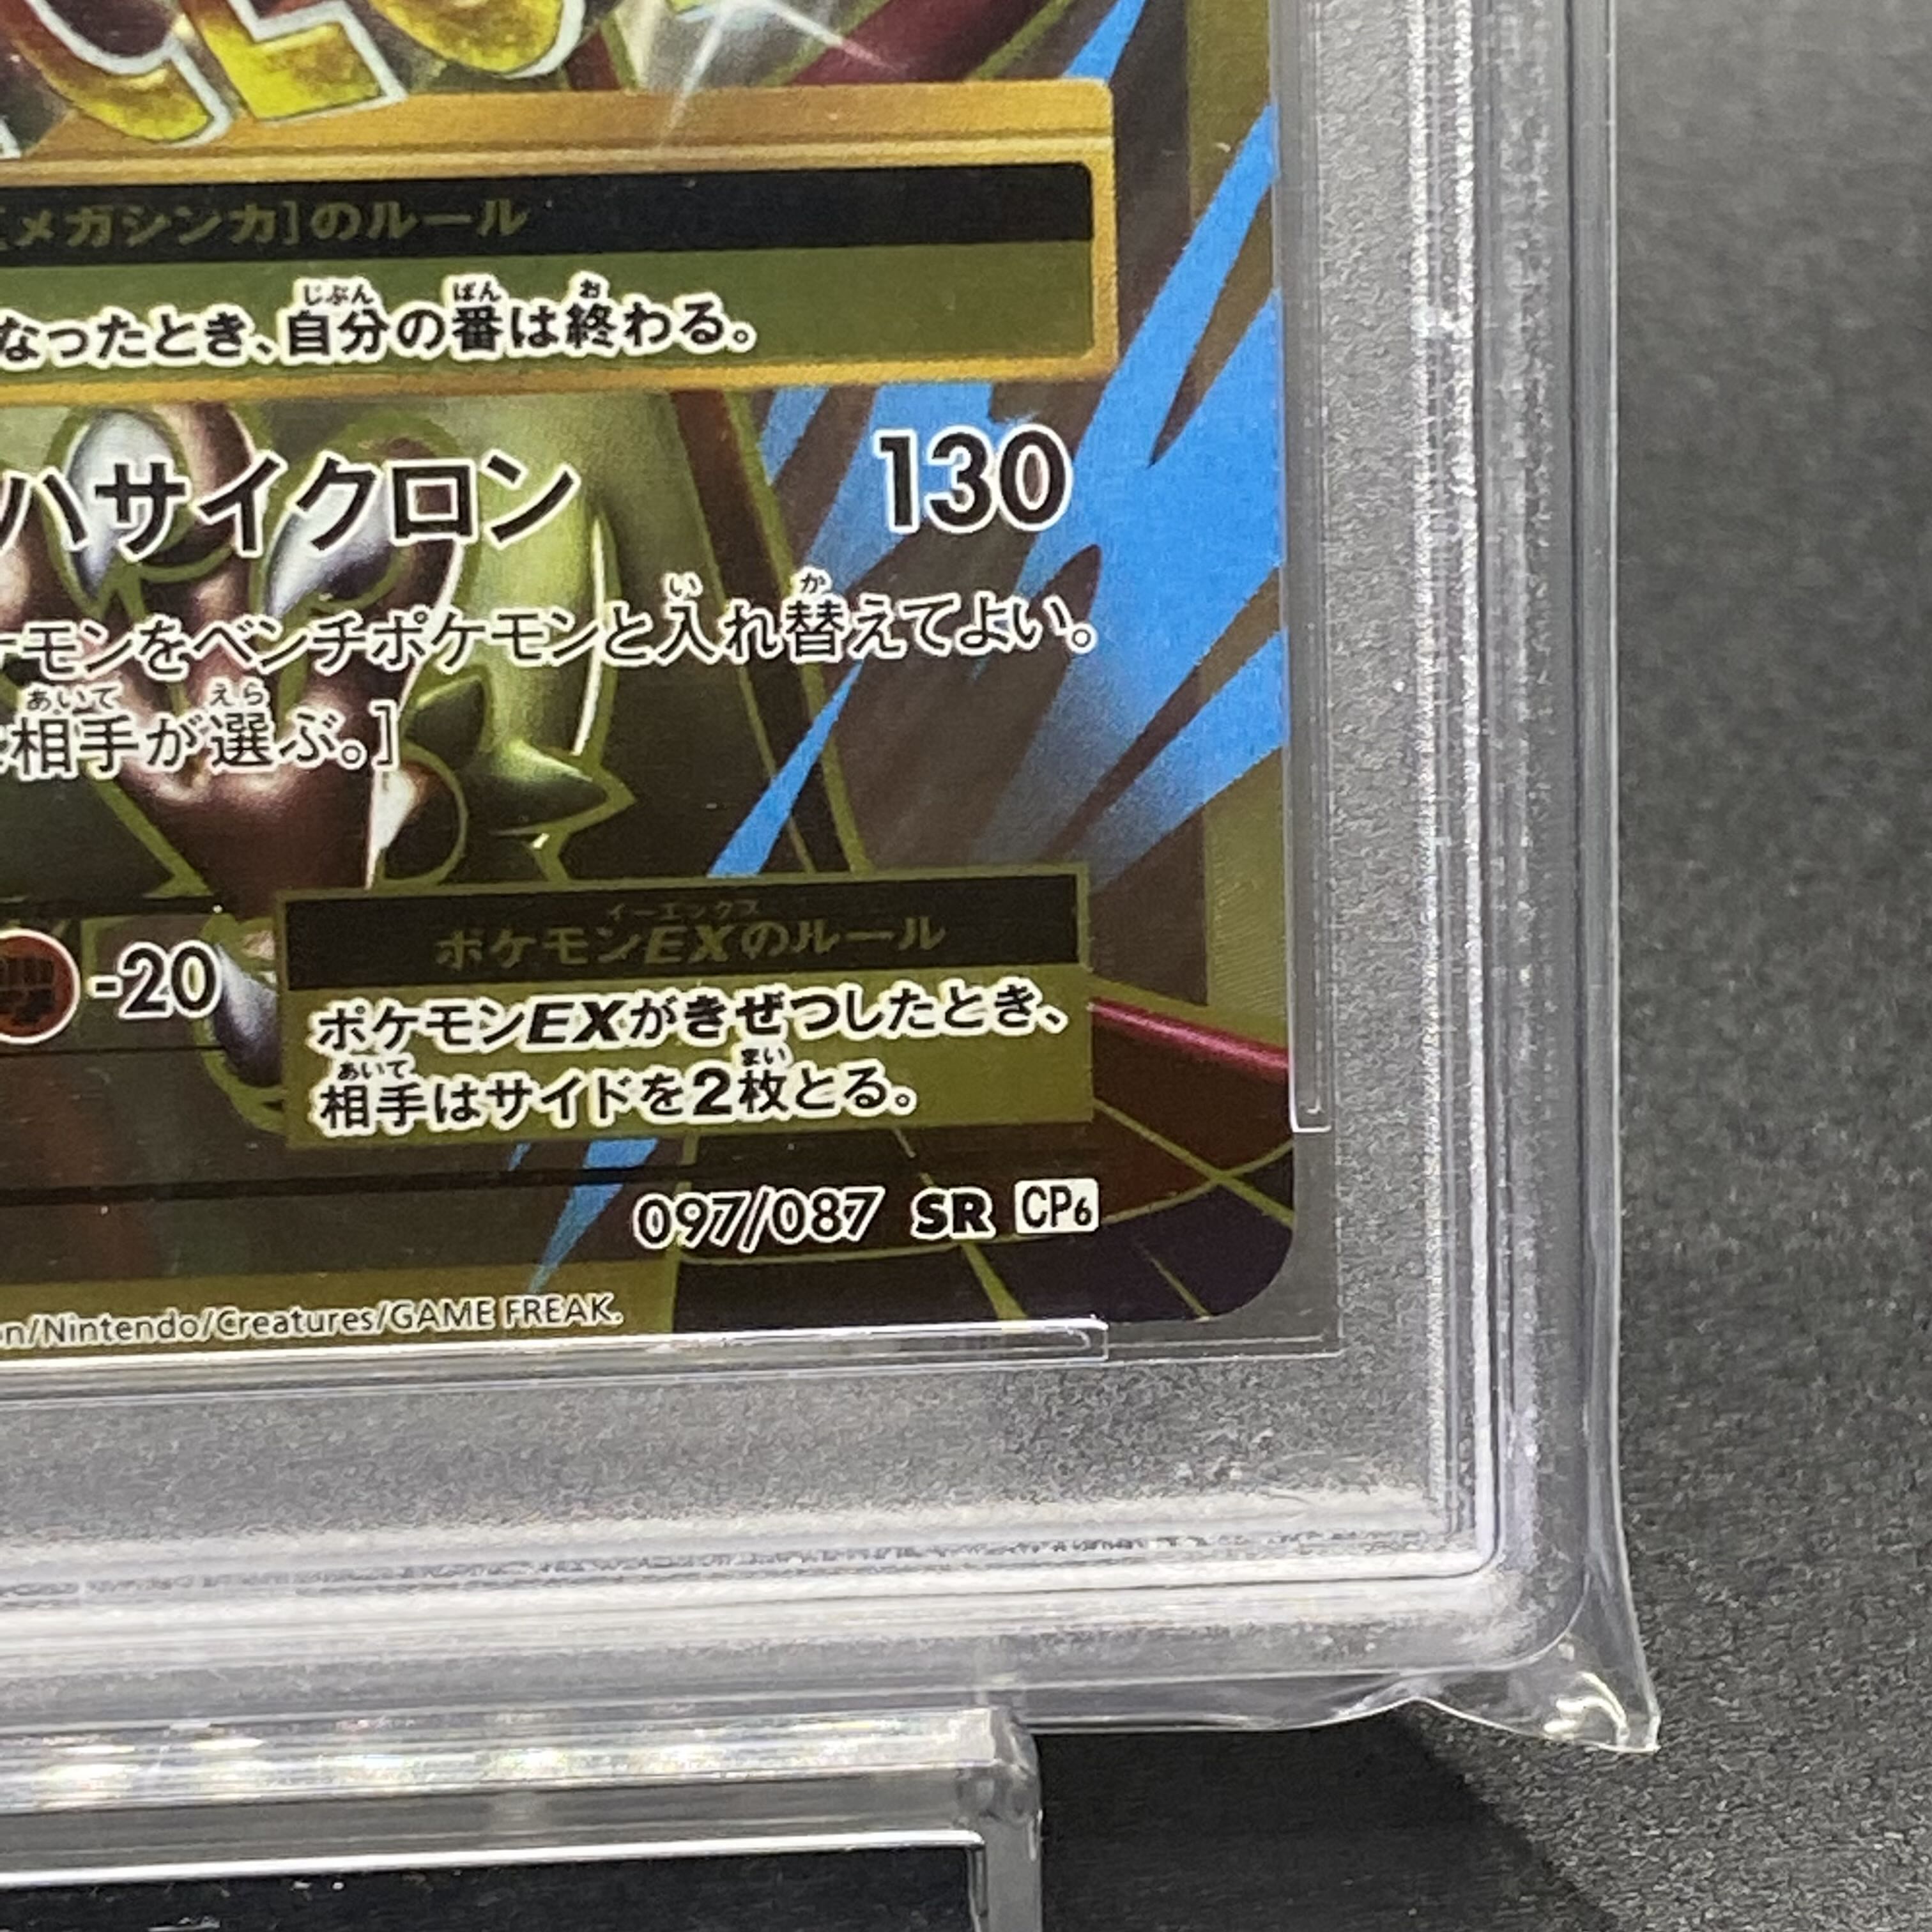 [メガシンカ]のルール
なったとき、自分の番は終わる。
ハサイクロン 130
ケモンをベンチポケモンと入れ替えてよい。
相手が選ぶ。]
-20
ポケモンEXのルール
ポケモンEXがきぜつしたとき、
相手はサイドを2枚とる。
097/087 SR CP6
n/Nintendo/Creatures/GAME FREAK.